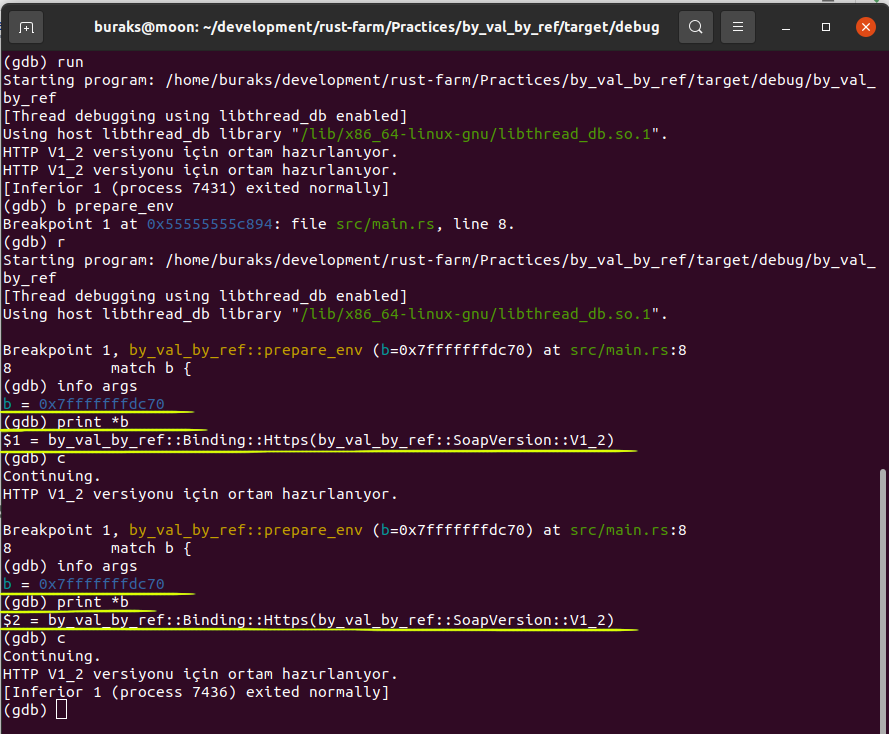 buraks@moon: ~/development/rust-farm/Practices/by_val_by_ref/target/debug
(gdb) run
Starting program: /home/buraks/development/rust-farm/Practices/by_val_by_ref/target/debug/by_val_
by_ref
[Thread debugging using libthread_db enabled]
Using host libthread_db library "/lib/x86_64-linux-gnu/libthread_db.so.1".
HTTP V1_2 versiyonu için ortam hazırlanıyor.
HTTP V1_2 versiyonu için ortam hazırlanıyor.
[Inferior 1 (process 7431) exited normally]
(gdb) b prepare_env
Breakpoint 1 at 0x55555555c894: file src/main.rs, line 8.
(gdb) r
Starting program: /home/buraks/development/rust-farm/Practices/by_val_by_ref/target/debug/by_val_
by_ref
[Thread debugging using libthread_db enabled]
Using host libthread_db library "/lib/x86_64-linux-gnu/libthread_db.so.1".
Breakpoint 1, by_val_by_ref::prepare_env (b=0x7fffffffdc70) at src/main.rs:8
8           match b {
(gdb) info args
b = 0x7fffffffdc70
(gdb) print *b
$1 = by_val_by_ref::Binding::Https(by_val_by_ref::SoapVersion::V1_2)
(gdb) c
Continuing.
HTTP V1_2 versiyonu için ortam hazırlanıyor.
Breakpoint 1, by_val_by_ref::prepare_env (b=0x7fffffffdc70) at src/main.rs:8
8           match b {
(gdb) info args
b = 0x7fffffffdc70
(gdb) print *b
$2 = by_val_by_ref::Binding::Https(by_val_by_ref::SoapVersion::V1_2)
(gdb) c
Continuing.
HTTP V1_2 versiyonu için ortam hazırlanıyor.
[Inferior 1 (process 7436) exited normally]
(gdb)